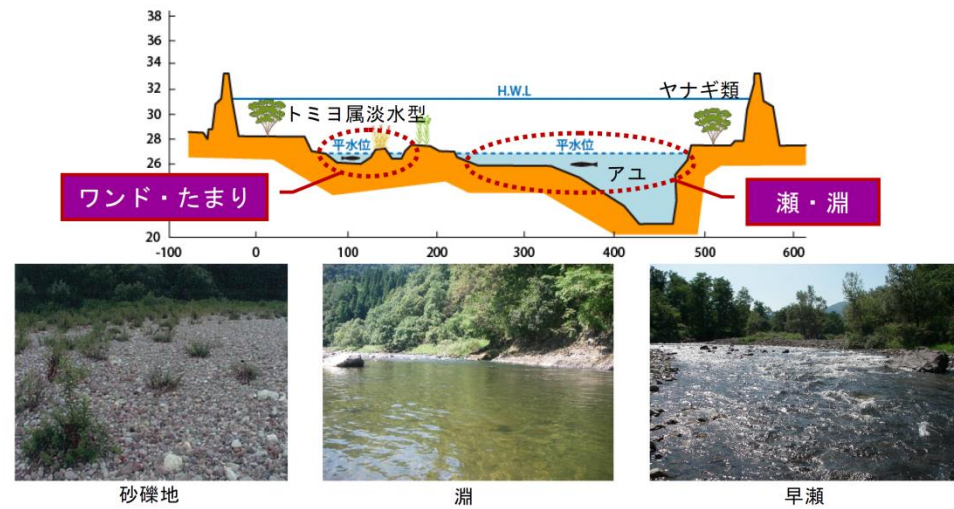 38
36
34
32
30
28
26
20
H.W.L
ヤナギ類
トミヨ属淡水型
平水位
平水位
アユ
ワンド・たまり
瀬・淵
-100
0
100
200
300
400
500
600
砂礫地
淵
早瀬